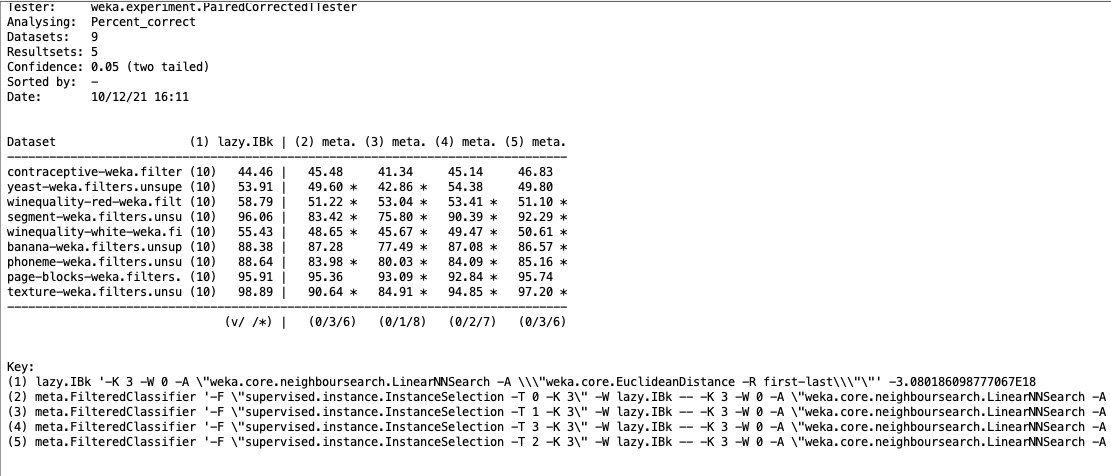 Tester:     weka.experiment.PairedCorrectedTTester
Analysing:  Percent_correct
Datasets:   9
Resultsets: 5
Confidence: 0.05 (two tailed)
Sorted by:  -
Date:       10/12/21 16:11
Dataset                   (1) lazy.IBk | (2) meta. (3) meta. (4) meta. (5) meta.
contraceptive-weka.filter (10)   44.46 |   45.48     41.34     45.14     46.83
yeast-weka.filters.unsupe (10)   53.91 |   49.60 *   42.86 *   54.38     49.80
winequality-red-weka.filt (10)   58.79 |   51.22 *   53.04 *   53.41 *   51.10 *
segment-weka.filters.unsu (10)   96.06 |   83.42 *   75.80 *   90.39 *   92.29 *
winequality-white-weka.fi (10)   55.43 |   48.65 *   45.67 *   49.47 *   50.61 *
banana-weka.filters.unsup (10)   88.38 |   87.28     77.49 *   87.08 *   86.57 *
phoneme-weka.filters.unsu (10)   88.64 |   83.98 *   80.03 *   84.09 *   85.16 *
page-blocks-weka.filters. (10)   95.91 |   95.36     93.09 *   92.84 *   95.74
texture-weka.filters.unsu (10)   98.89 |   90.64 *   84.91 *   94.85 *   97.20 *
(v/ /*) |   (0/3/6)   (0/1/8)   (0/2/7)   (0/3/6)
Key:
(1) lazy.IBk '-K 3 -W 0 -A \"weka.core.neighboursearch.LinearNNSearch -A \\\"weka.core.EuclideanDistance -R first-last\\\"\"' -3.080186098777067E18
(2) meta.FilteredClassifier '-F \"supervised.instance.InstanceSelection -T 0 -K 3\" -W lazy.IBk -- -K 3 -W 0 -A \"weka.core.neighboursearch.LinearNNSearch -A
(3) meta.FilteredClassifier '-F \"supervised.instance.InstanceSelection -T 1 -K 3\" -W lazy.IBk -- -K 3 -W 0 -A \"weka.core.neighboursearch.LinearNNSearch -A
(4) meta.FilteredClassifier '-F \"supervised.instance.InstanceSelection -T 3 -K 3\" -W lazy.IBk -- -K 3 -W 0 -A \"weka.core.neighboursearch.LinearNNSearch -A
(5) meta.FilteredClassifier '-F \"supervised.instance.InstanceSelection -T 2 -K 3\" -W lazy.IBk -- -K 3 -W 0 -A \"weka.core.neighboursearch.LinearNNSearch -A